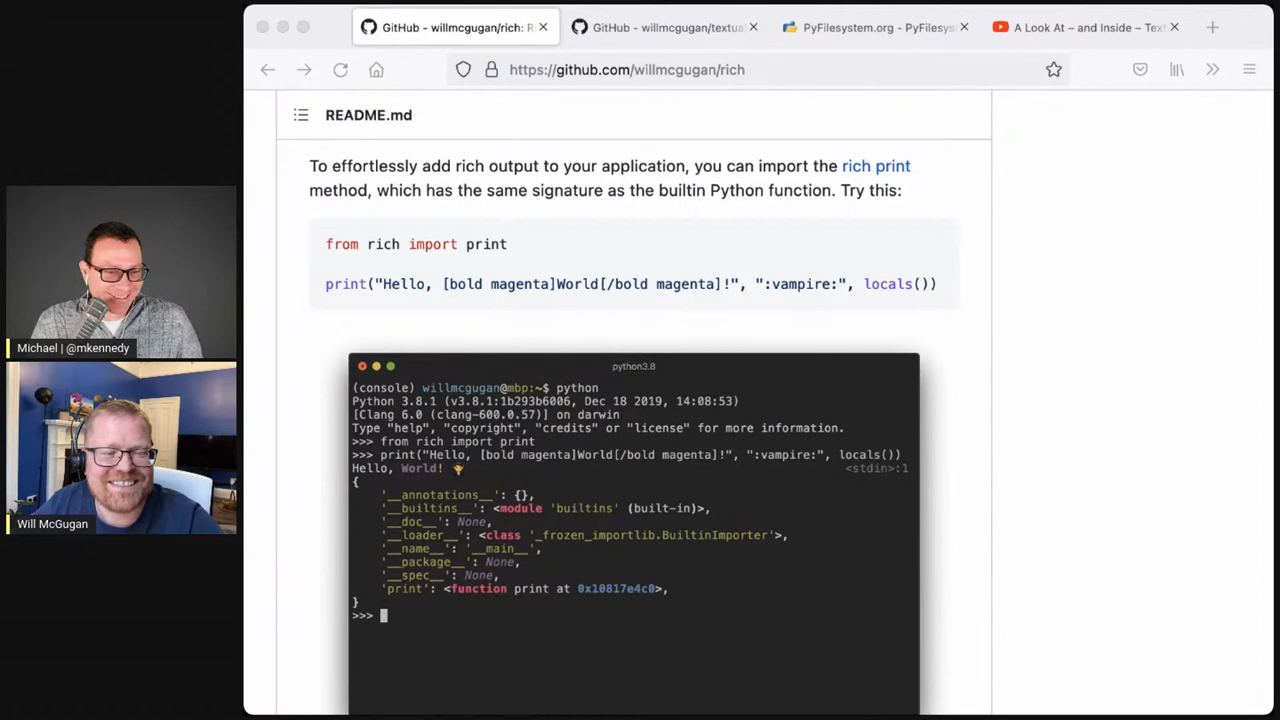 GitHub - willmcgugan/rich: R
GitHub - willmcgugan/textua
PyFilesystem.org - PyFilesys
A Look At – and Inside – Text
https://github.com/willmcgugan/rich
README.md
To effortlessly add rich output to your application, you can import the rich print
method, which has the same signature as the builtin Python function. Try this:
from rich import print
print("Hello, [bold magenta]World[/bold magenta]!", ":vampire:", locals())
python3.8
(console) willmcgugan@mbp:~$ python
Python 3.8.1 (v3.8.1:1b293b6006, Dec 18 2019, 14:08:53)
[Clang 6.0 (clang-600.0.57)] on darwin
Type "help", "copyright", "credits" or "license" for more information.
>>> from rich import print
>>> print("Hello, [bold magenta]World[/bold magenta]!", ":vampire:", locals())
Hello, World! <stdin>:1
{
'__annotations__': {},
'__builtins__': <module 'builtins' (built-in)>,
'__doc__': None,
'__loader__': <class '_frozen_importlib.BuiltinImporter'>,
'__name__': '__main__',
'__package__': None,
'__spec__': None,
'print': <function print at 0x10817e4c0>,
}
>>>
Michael | @mkennedy
Will McGugan